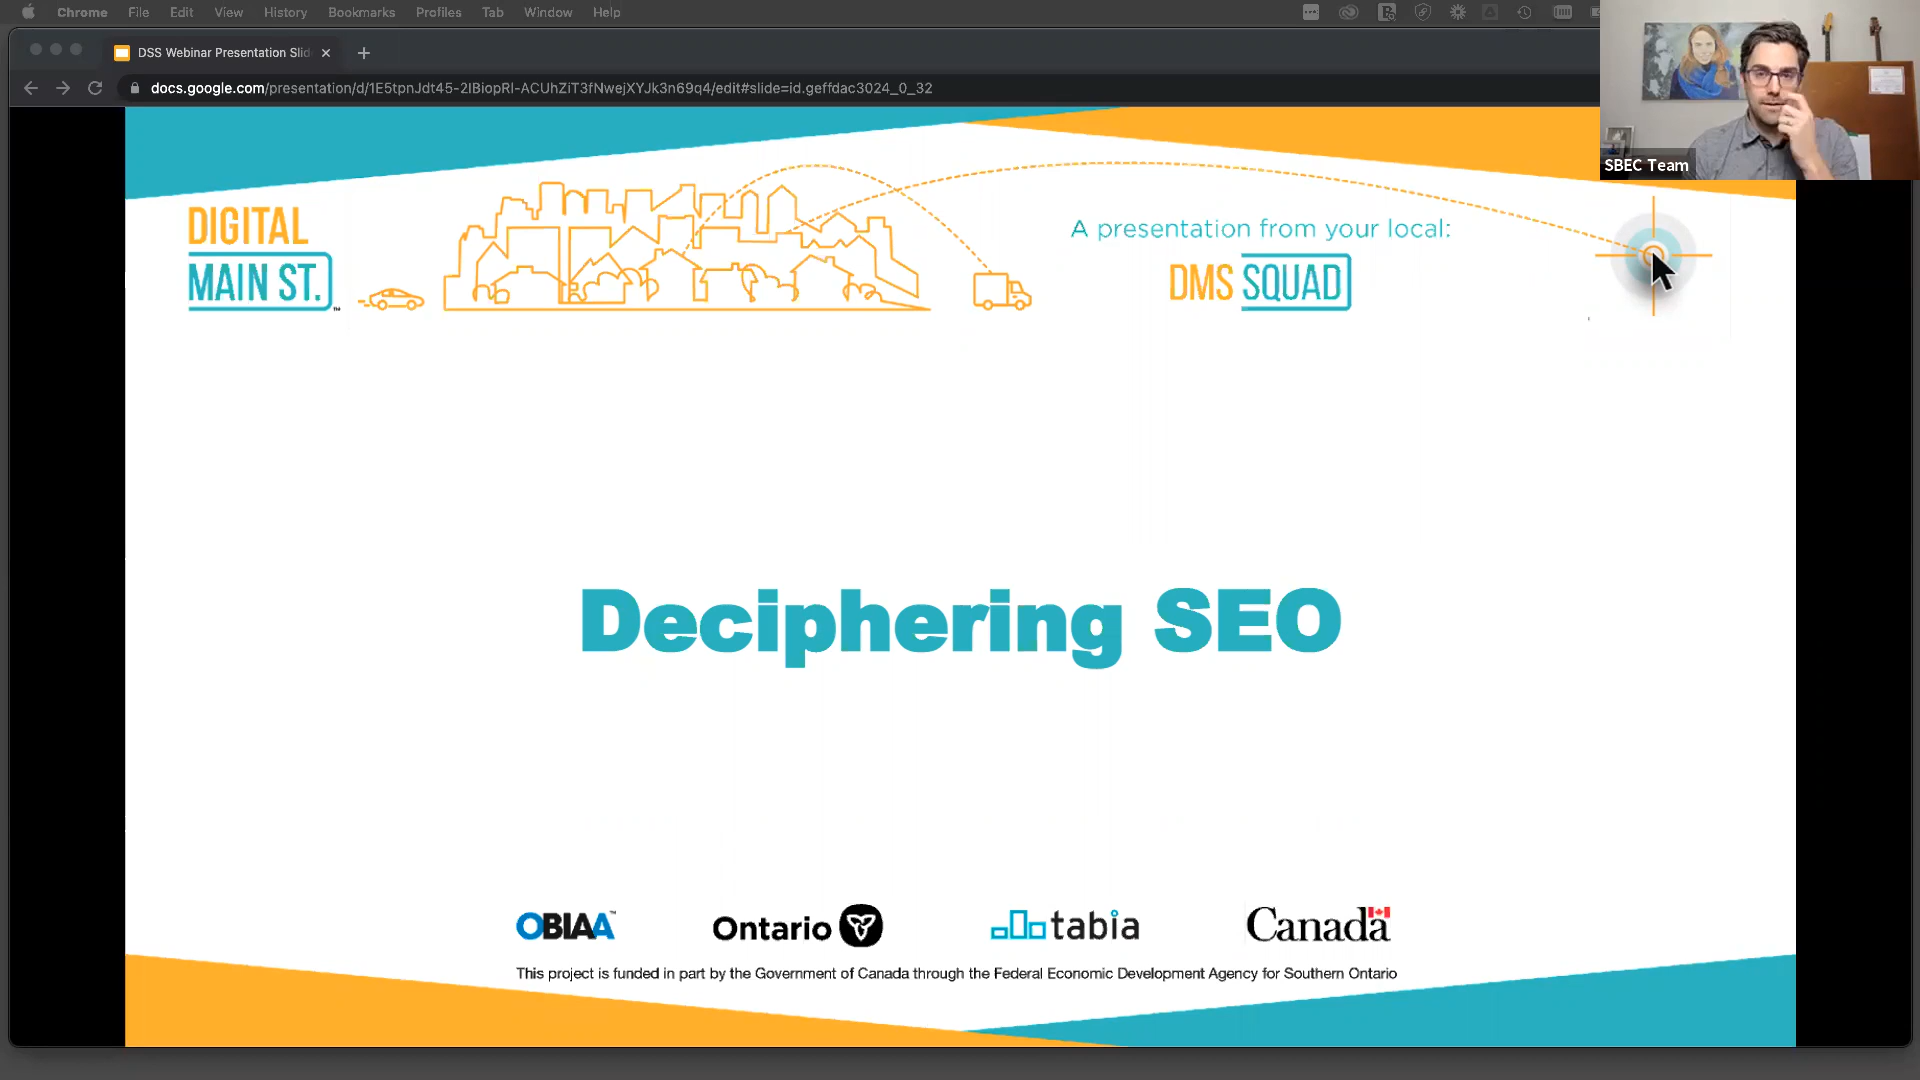 Chrome File Edit View History Bookmarks Profiles Tab Window Help
DSS Webinar Presentation Slid
docs.google.com/presentation/d/1E5tpnJdt45-2IBiopRI-ACUhZiT3fNwejXYJk3n69q4/edit#slide=id.geffdac3024_0_32
SBEC Team
DIGITAL
MAIN ST.™
A presentation from your local:
DMS SQUAD
Deciphering SEO
OBIAA™
Ontario
tabia
Canada
This project is funded in part by the Government of Canada through the Federal Economic Development Agency for Southern Ontario